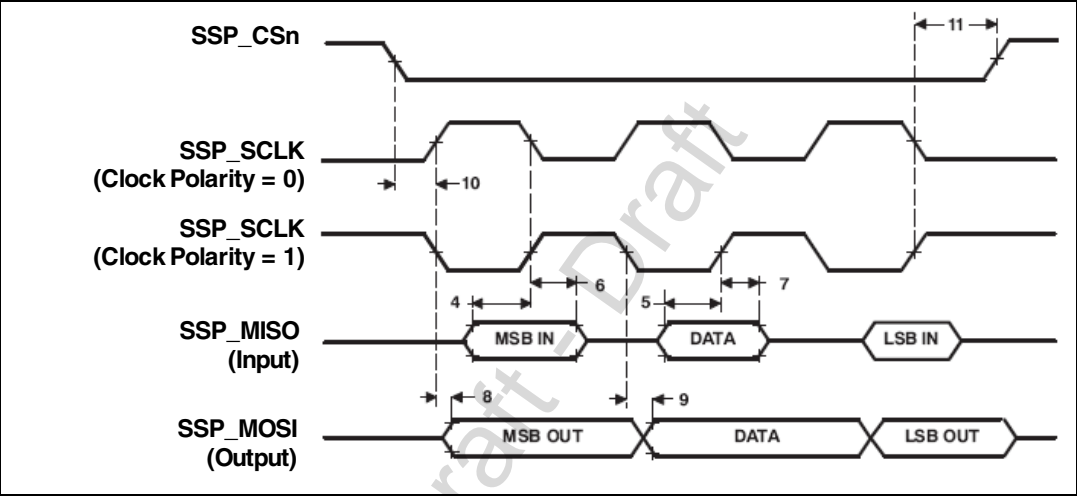 SSP_CSn
11
SSP_SCLK
(Clock Polarity = 0)
10
SSP_SCLK
(Clock Polarity = 1)
4
6
5
7
SSP_MISO
(Input)
MSB IN
DATA
LSB IN
8
9
SSP_MOSI
(Output)
MSB OUT
DATA
LSB OUT
raft - Draft